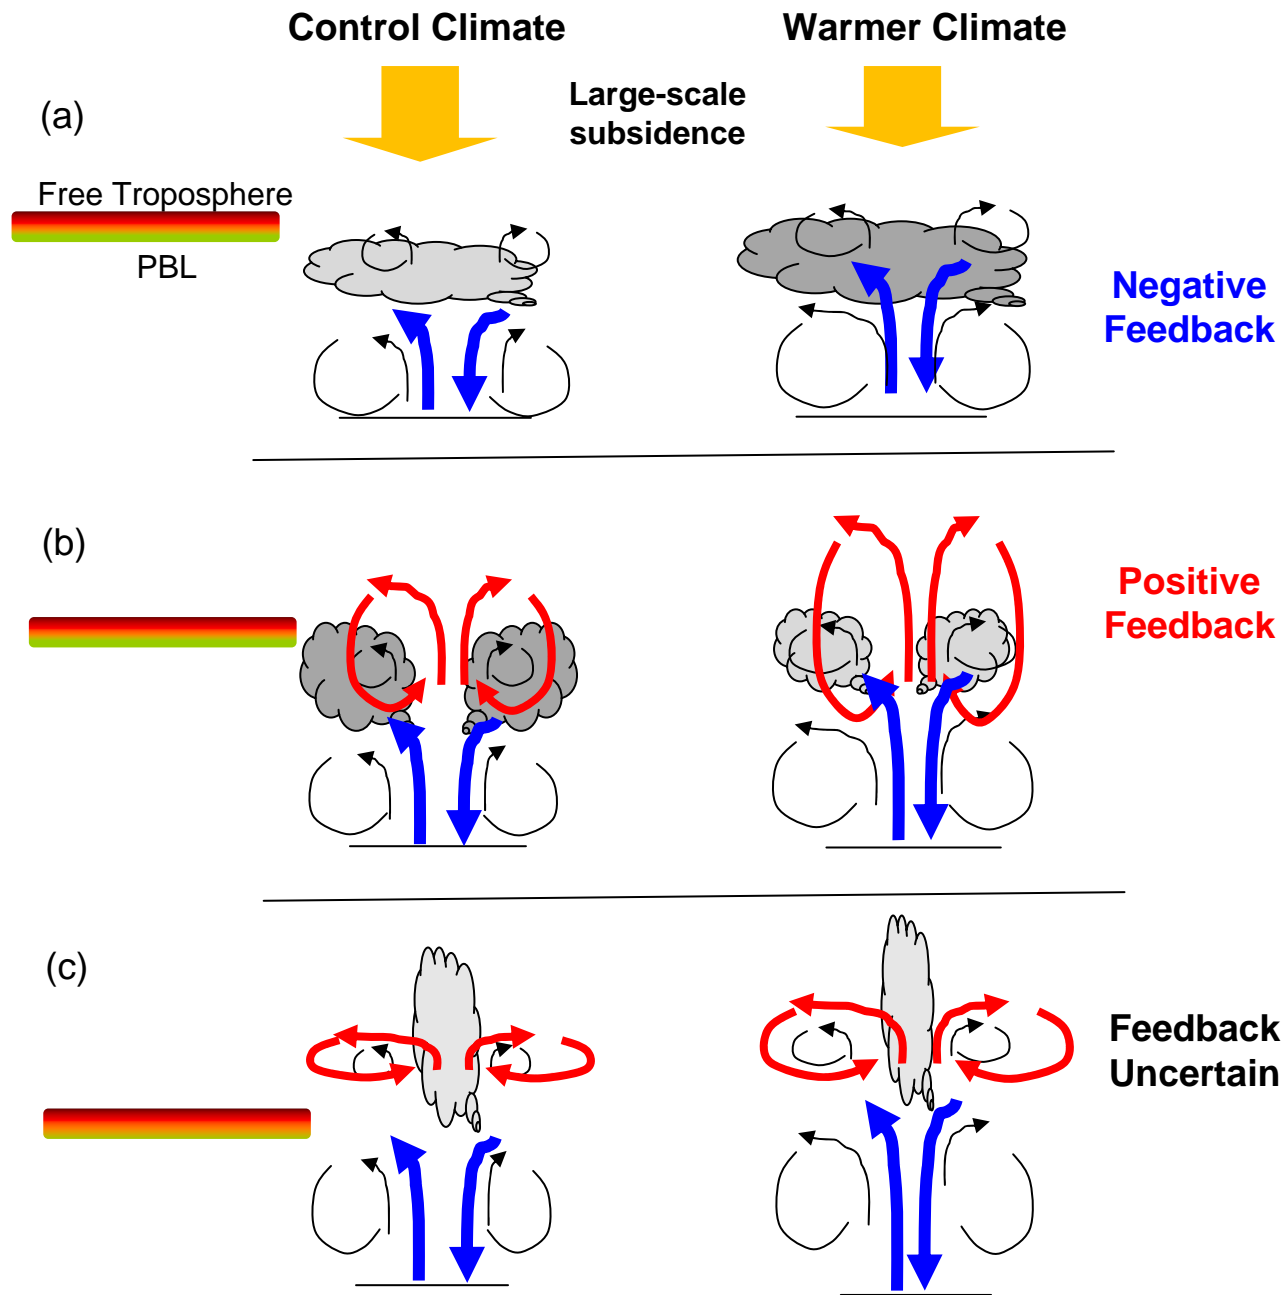 Control Climate
Warmer Climate
Large-scale
subsidence
(a)
Free Troposphere
PBL
Negative
Feedback
(b)
Positive
Feedback
(c)
Feedback
Uncertain